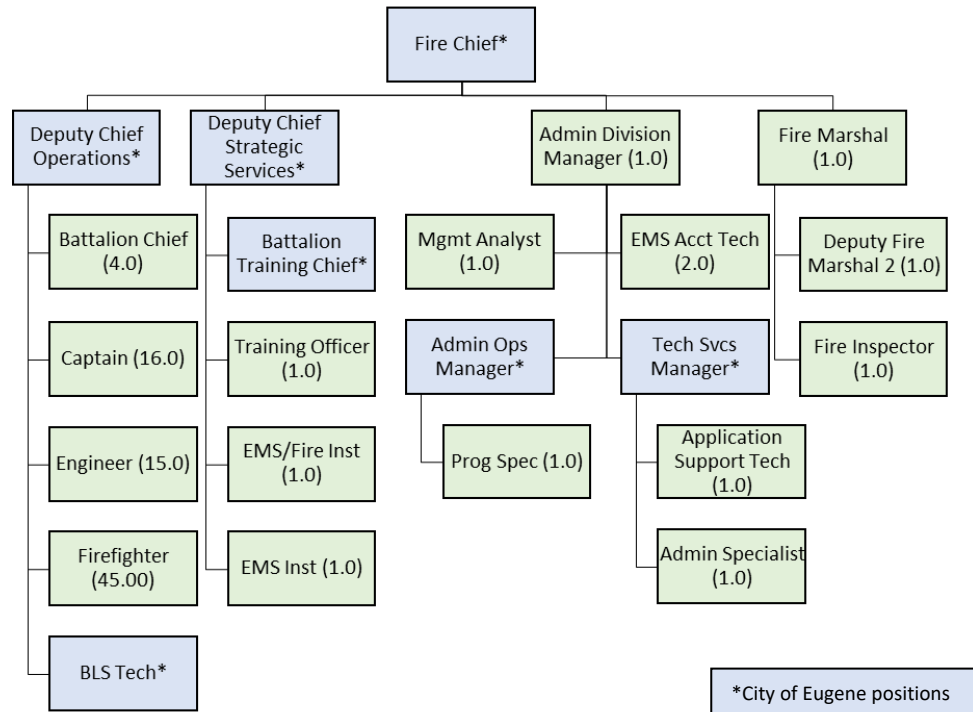 Fire Chief*
Deputy Chief
Operations*
Deputy Chief
Strategic
Services*
Admin Division
Manager (1.0)
Fire Marshal
(1.0)
Battalion Chief
(4.0)
Battalion
Training Chief*
Mgmt Analyst
(1.0)
EMS Acct Tech
(2.0)
Deputy Fire
Marshal 2 (1.0)
Captain (16.0)
Training Officer
(1.0)
Admin Ops
Manager*
Tech Svcs
Manager*
Fire Inspector
(1.0)
Engineer (15.0)
EMS/Fire Inst
(1.0)
Prog Spec (1.0)
Application
Support Tech
(1.0)
Firefighter
(45.00)
EMS Inst (1.0)
Admin Specialist
(1.0)
BLS Tech*
*City of Eugene positions